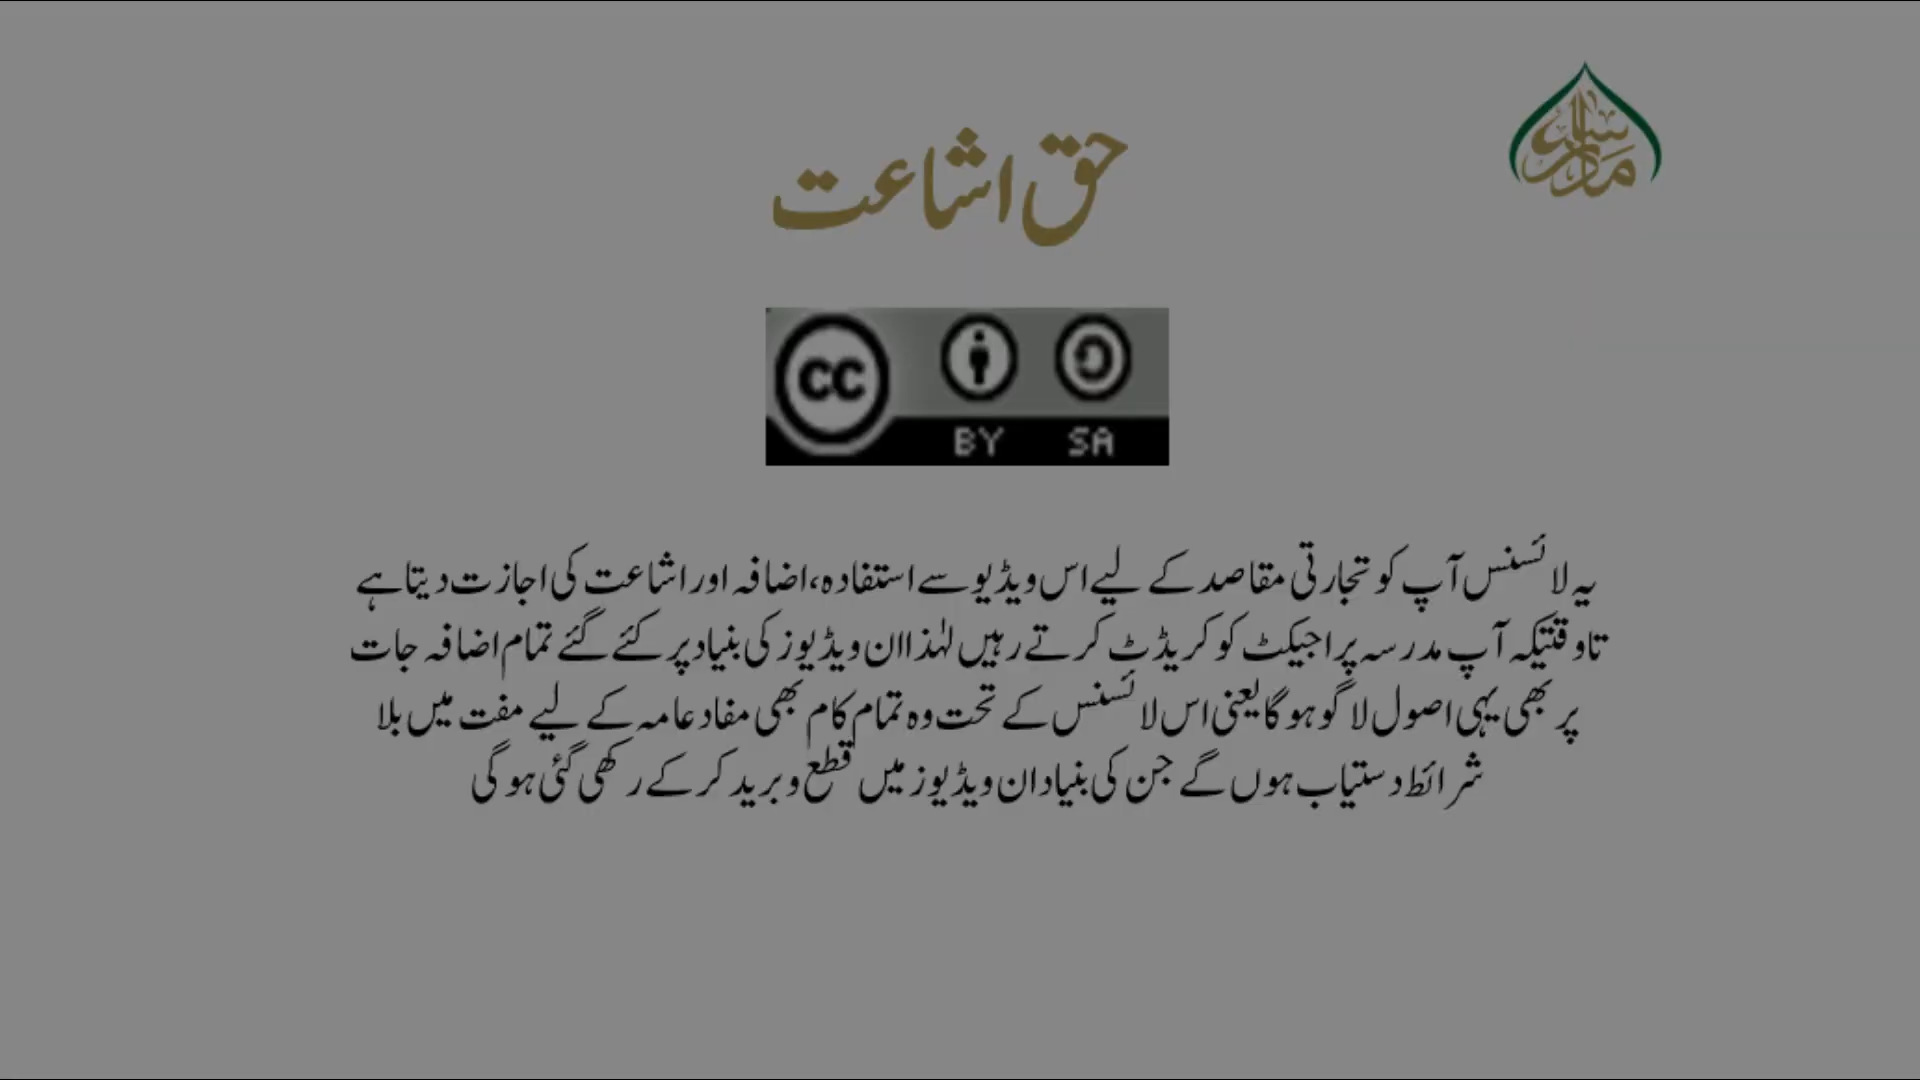 حق اشاعت
مدرسہ
cc
BY SA
یہ لائسنس آپ کو تجارتی مقاصد کے لیے اس ویڈیو سے استفادہ، اضافہ اور اشاعت کی اجازت دیتا ہے
تاوقتیکہ آپ مدرسہ پراجیکٹ کو کریڈٹ کرتے رہیں لہٰذا ان ویڈیوز کی بنیاد پر کئے گئے تمام اضافہ جات
پر بھی یہی اصول لاگو ہوگا یعنی اس لائسنس کے تحت وہ تمام کام بھی مفاد عامہ کے لیے مفت میں بلا
شرائط دستیاب ہوں گے جن کی بنیاد ان ویڈیوز میں قطع و برید کر کے رکھی گئی ہوگی